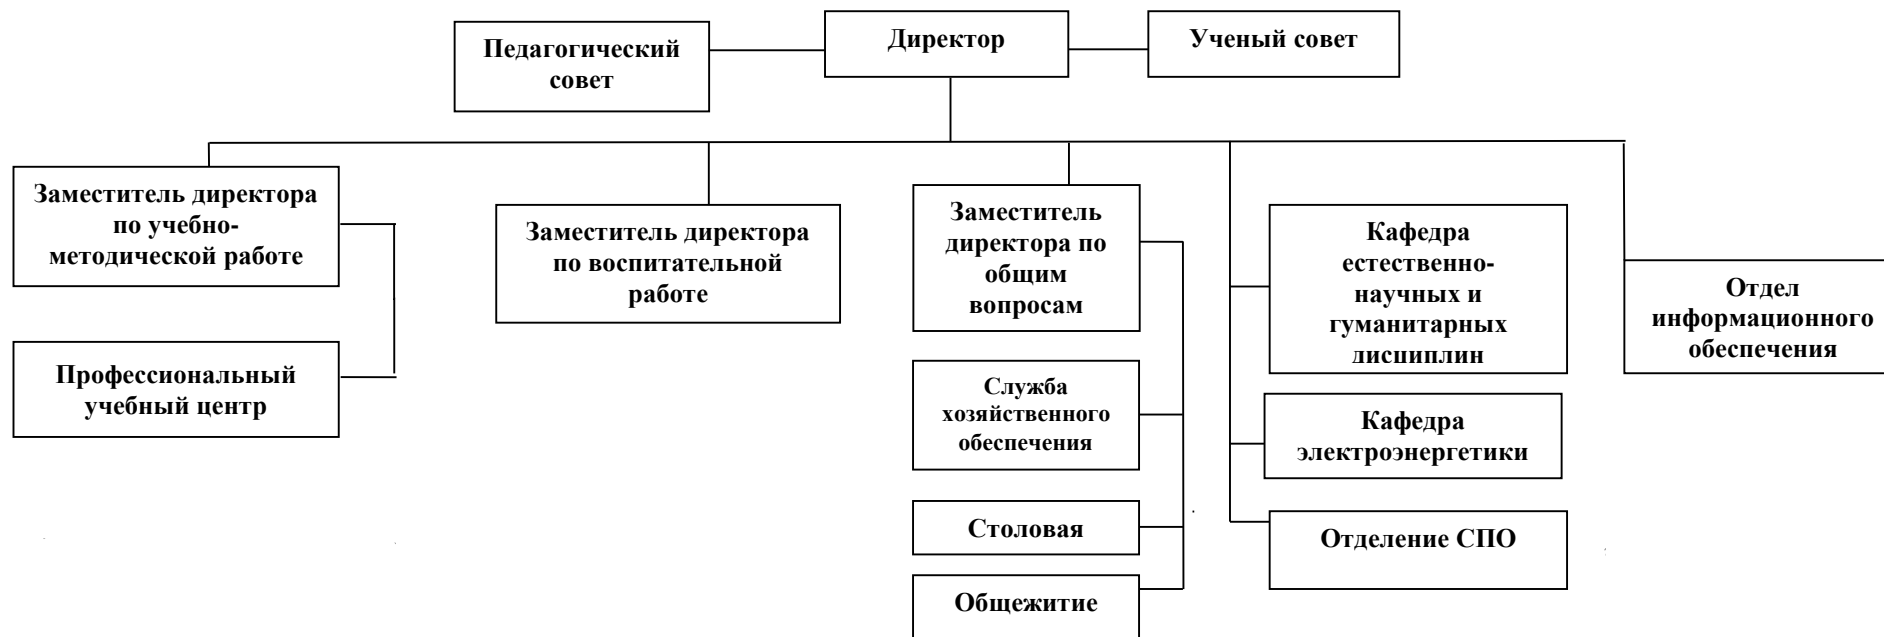 Педагогический
совет
Директор
Ученый совет
Заместитель директора
по учебно-
методической работе
Профессиональный
учебный центр
Заместитель директора
по воспитательной
работе
Заместитель
директора по
общим
вопросам
Служба
хозяйственного
обеспечения
Столовая
Общежитие
Кафедра
естественно-
научных и
гуманитарных
дисциплин
Кафедра
электроэнергетики
Отделение СПО
Отдел
информационного
обеспечения